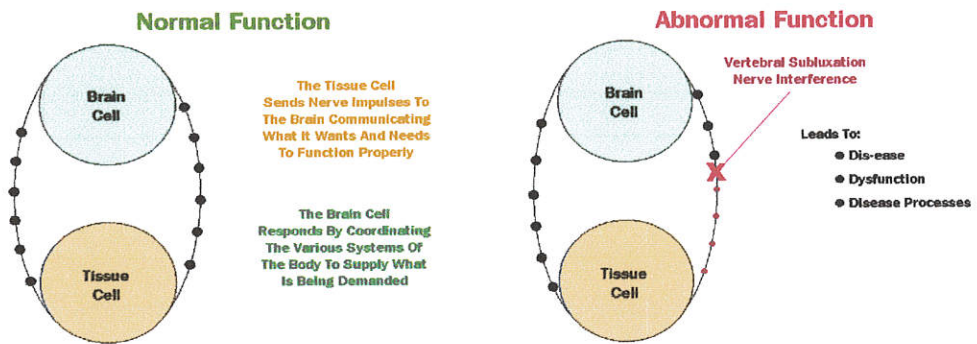 Normal Function
Brain
Cell
The Tissue Cell
Sends Nerve Impulses To
The Brain Communicating
What It Wants And Needs
To Function Properly
The Brain Cell
Responds By Coordinating
The Various Systems Of
The Body To Supply What
Is Being Demanded
Tissue
Cell
Abnormal Function
Brain
Cell
Vertebral Subluxation
Nerve Interference
X
Leads To:
● Dis-ease
● Dysfunction
● Disease Processes
Tissue
Cell